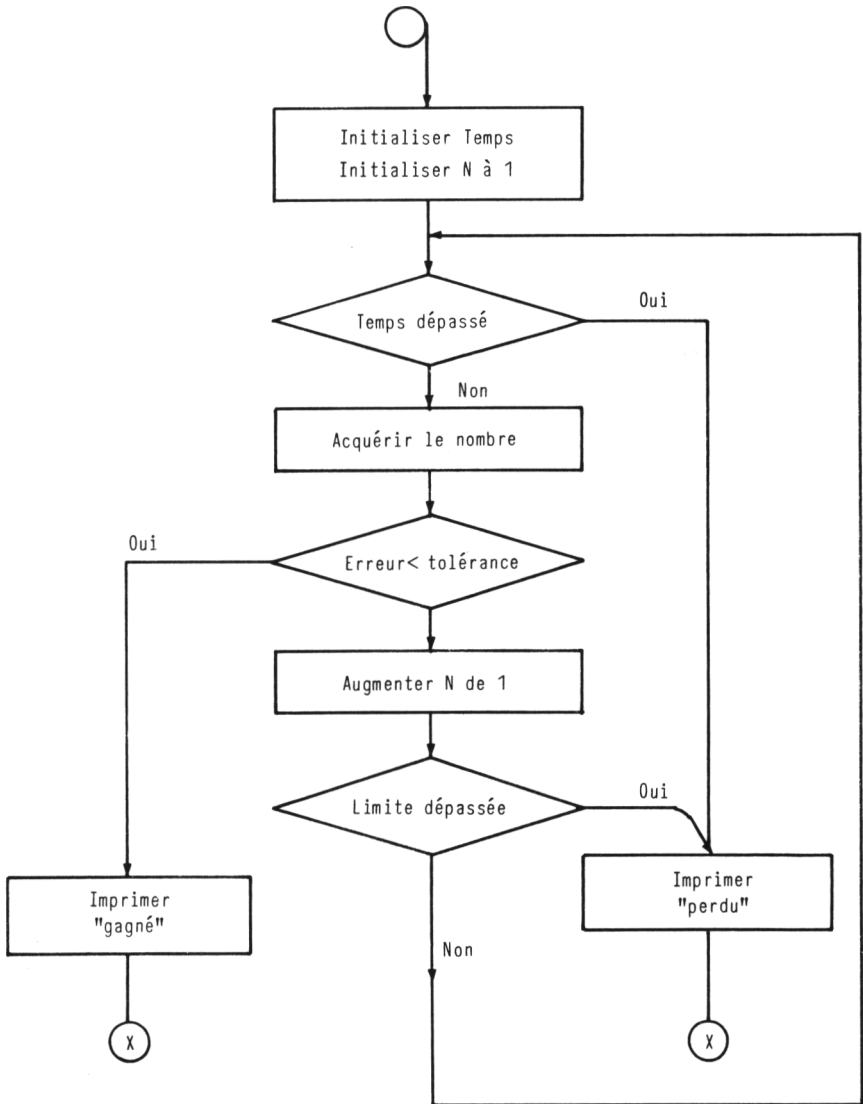 Initialiser Temps
Initialiser N à 1
Oui
Temps dépassé
Non
Acquérir le nombre
Oui
Erreur< tolérance
Augmenter N de 1
Oui
Limite dépassée
Imprimer
"gagné"
Imprimer
"perdu"
Non
X
X